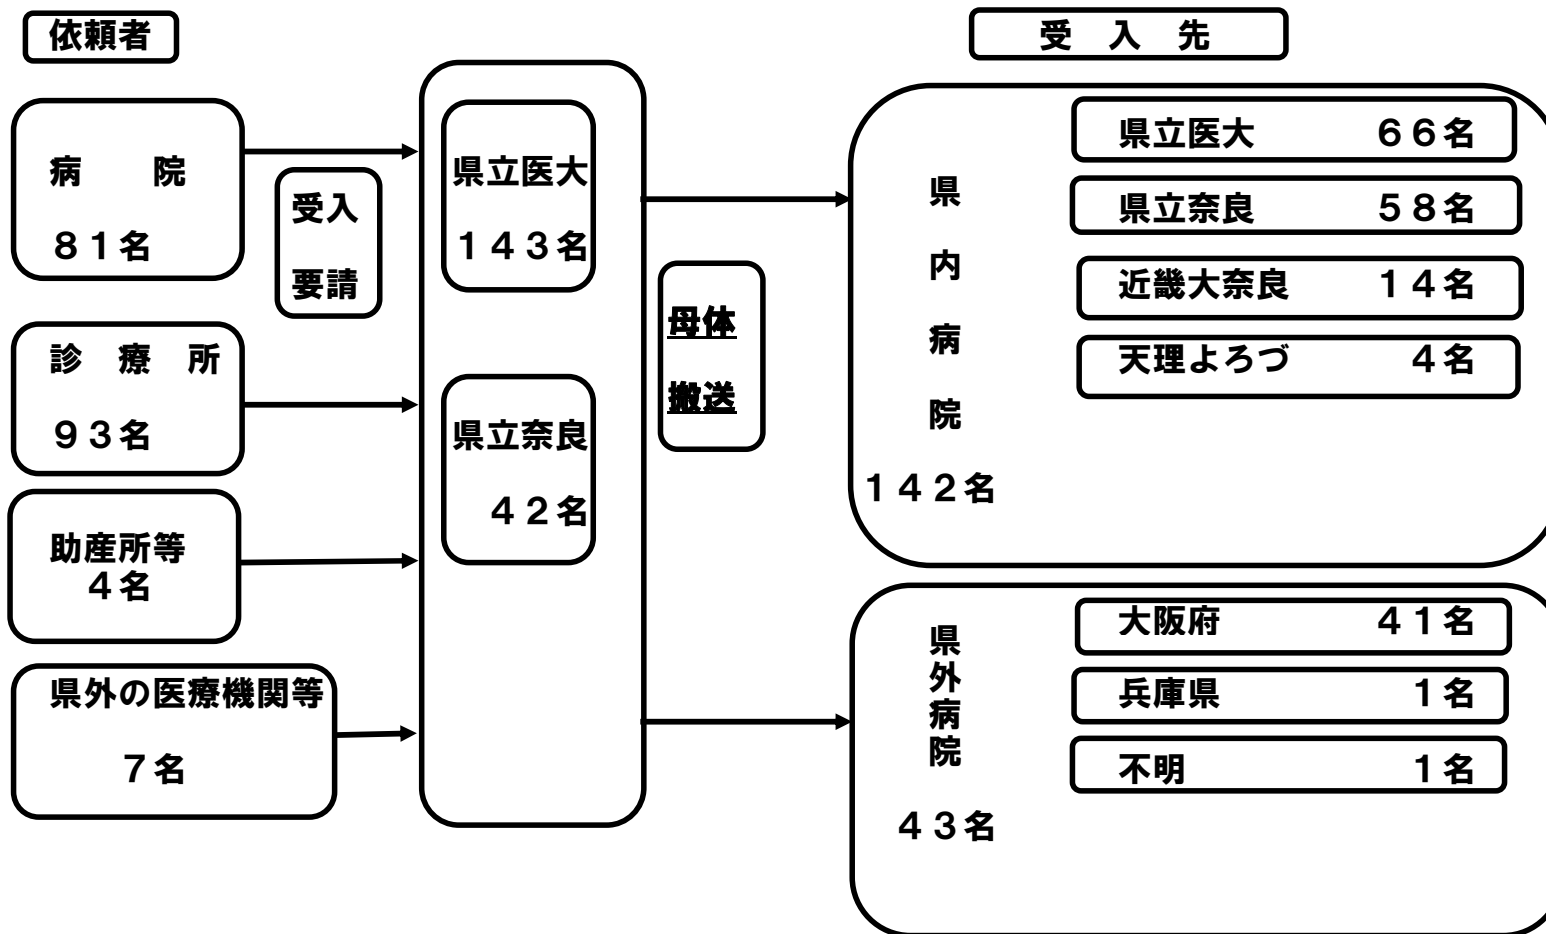 依頼者
病　　院
８１名
診　療　所
９３名
助産所等
４名
県外の医療機関等
７名
受入
要請
県立医大
１４３名
県立奈良
４２名
母体
搬送
受　入　先
県内病院
１４２名
県立医大　６６名
県立奈良　５８名
近畿大奈良　１４名
天理よろづ　４名
県外病院
４３名
大阪府　４１名
兵庫県　１名
不明　１名